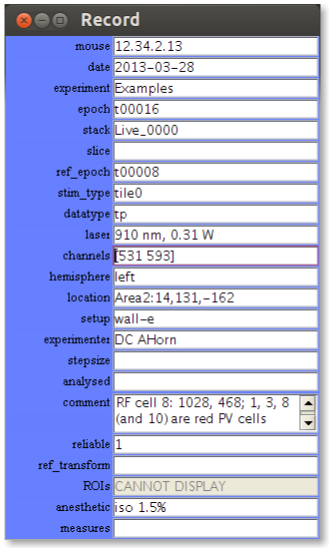 Record
mouse 12.34.2.13
date 2013-03-28
experiment Examples
epoch t00016
stack Live_0000
slice
ref_epoch t00008
stim_type tile0
datatype tp
laser 910 nm, 0.31 W
channels [531 593]
hemisphere left
location Area2:14,131,-162
setup wall-e
experimenter DC AHorn
stepsize
analysed
comment RF cell 8: 1028, 468; 1, 3, 8
(and 10) are red PV cells
reliable 1
ref_transform
ROIs CANNOT DISPLAY
anesthetic iso 1.5%
measures